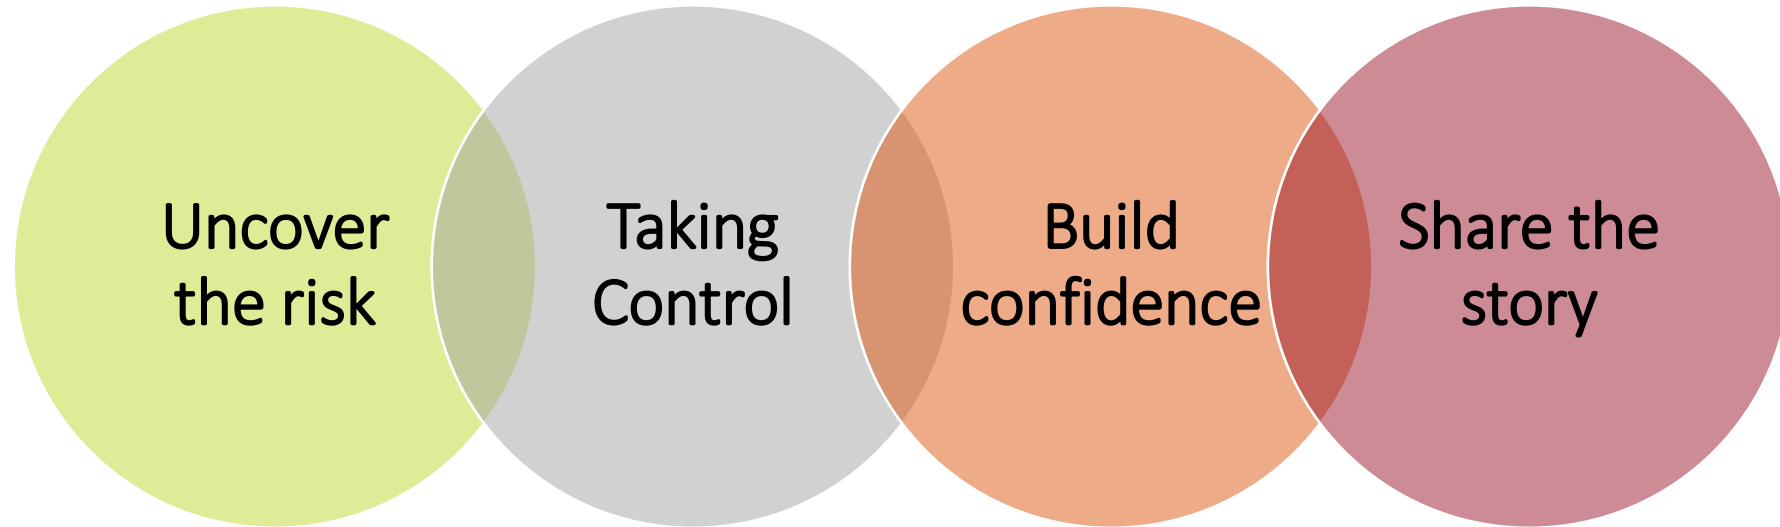 Uncover
the risk
Taking
Control
Build
confidence
Share the
story